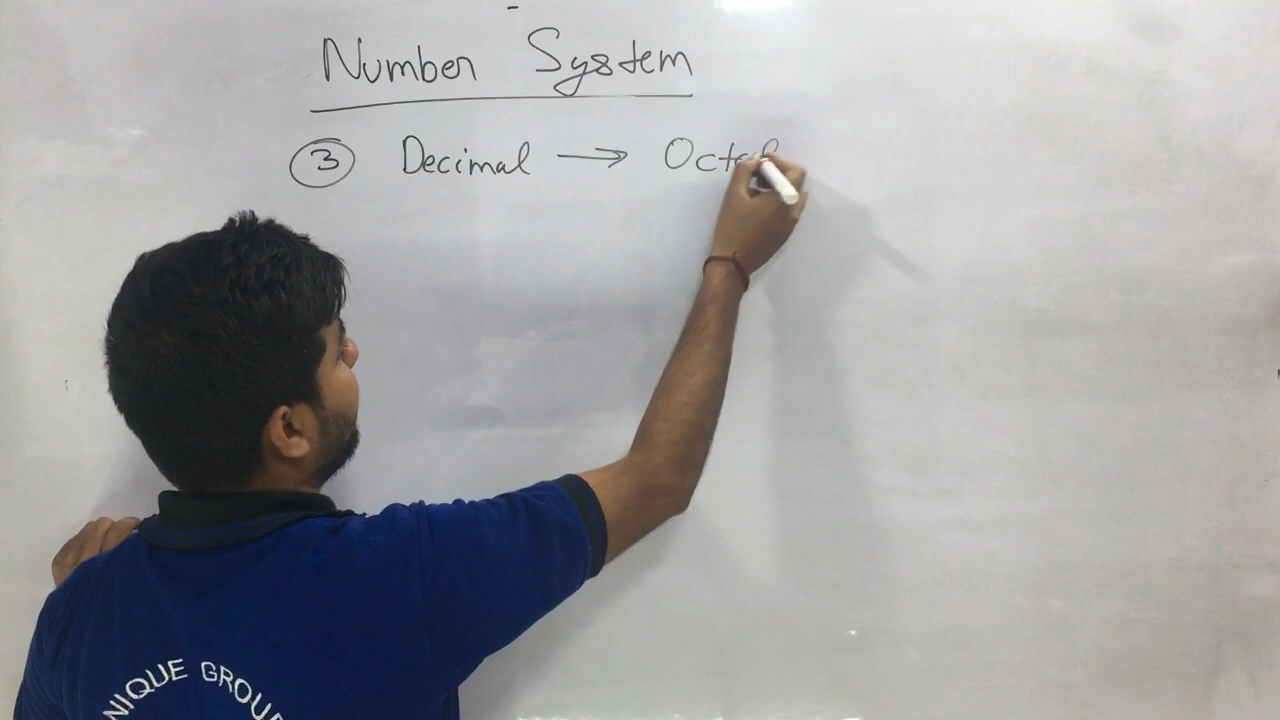 Number System
③ Decimal → Octal
NIQUE GROUP